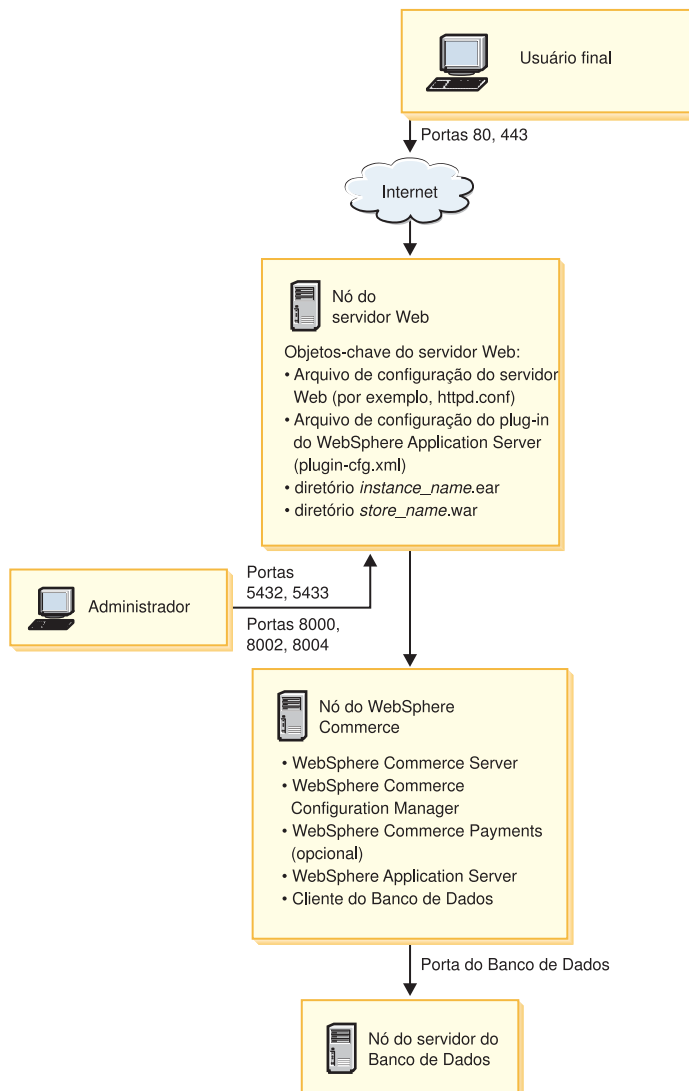 Usuário final
Portas 80, 443
Internet
Nó do
servidor Web
Objetos-chave do servidor Web:
• Arquivo de configuração do servidor
Web (por exemplo, httpd.conf)
• Arquivo de configuração do plug-in
do WebSphere Application Server
(plugin-cfg.xml)
• diretório instance_name.ear
• diretório store_name.war
Administrador
Portas
5432, 5433
Portas 8000,
8002, 8004
Nó do WebSphere
Commerce
• WebSphere Commerce Server
• WebSphere Commerce
Configuration Manager
• WebSphere Commerce Payments
(opcional)
• WebSphere Application Server
• Cliente do Banco de Dados
Porta do Banco de Dados
Nó do servidor do
Banco de Dados